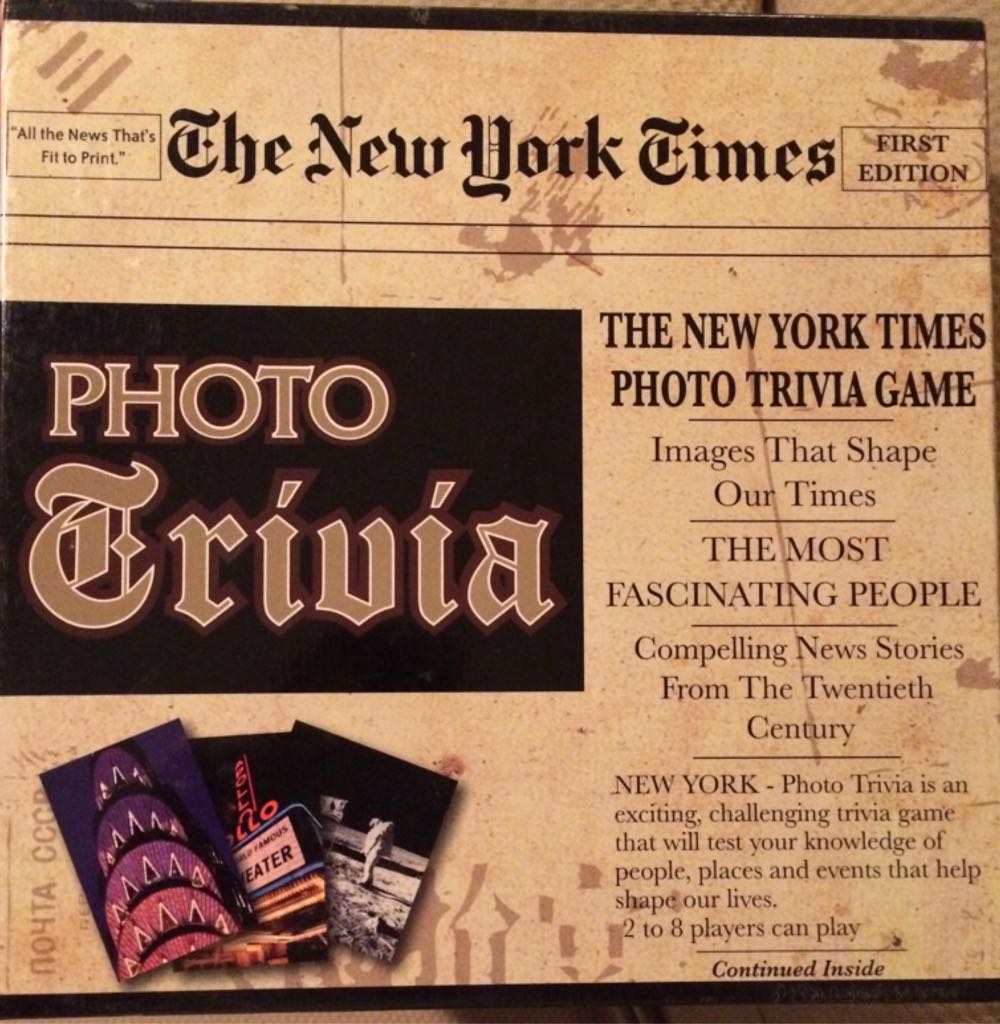 "All the News That's
Fit to Print."
The New York Times
FIRST
EDITION
PHOTO
Trivia
THE NEW YORK TIMES
PHOTO TRIVIA GAME
Images That Shape
Our Times
THE MOST
FASCINATING PEOPLE
Compelling News Stories
From The Twentieth
Century
NEW YORK - Photo Trivia is an
exciting, challenging trivia game
that will test your knowledge of
people, places and events that help
shape our lives.
2 to 8 players can play
Continued Inside
ПОЧТА СССР
APOLLO
WORLD FAMOUS
EATER